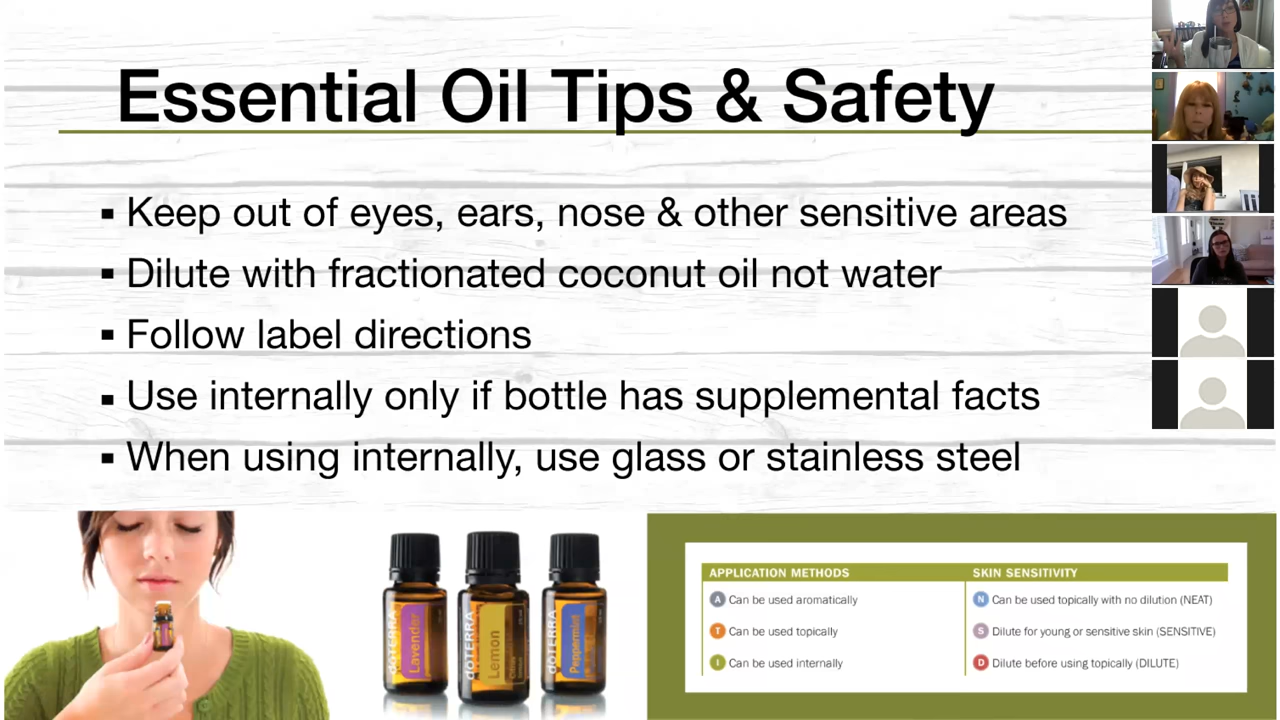 Essential Oil Tips & Safety
▪ Keep out of eyes, ears, nose & other sensitive areas
▪ Dilute with fractionated coconut oil not water
▪ Follow label directions
▪ Use internally only if bottle has supplemental facts
▪ When using internally, use glass or stainless steel
dōTERRA
Lavender
dōTERRA
Lemon
Citrus
dōTERRA
Peppermint
APPLICATION METHODS
A Can be used aromatically
T Can be used topically
I Can be used internally
SKIN SENSITIVITY
N Can be used topically with no dilution (NEAT)
S Dilute for young or sensitive skin (SENSITIVE)
D Dilute before using topically (DILUTE)